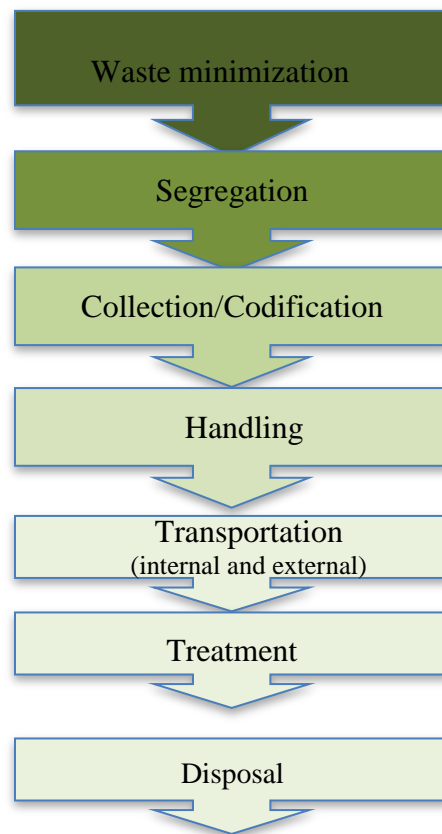 Waste minimization
Segregation
Collection/Codification
Handling
Transportation
(internal and external)
Treatment
Disposal